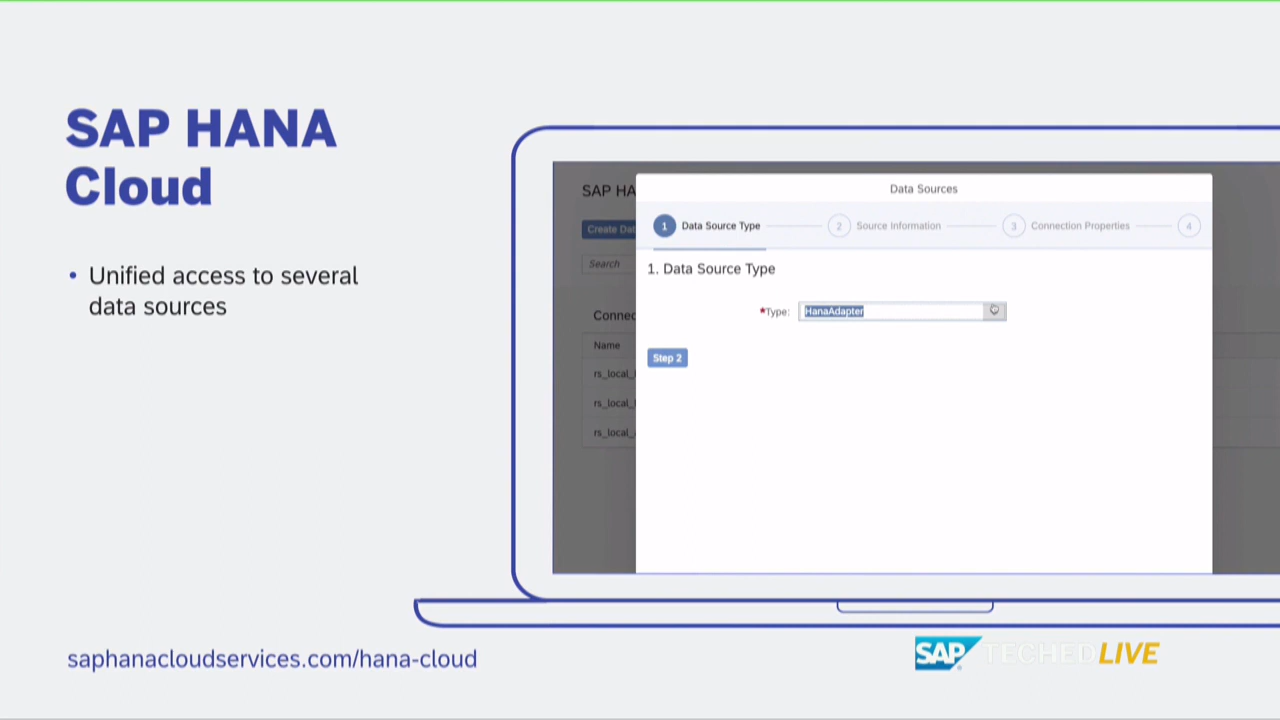 SAP HANA
Cloud
• Unified access to several
data sources
SAP HA
Create Dat
Search
Connec
Name
rs_local_
rs_local_
rs_local_
Data Sources
1 Data Source Type
2 Source Information
3 Connection Properties
4
1. Data Source Type
*Type: HanaAdapter
Step 2
saphanacloudservices.com/hana-cloud
SAP TECHED LIVE